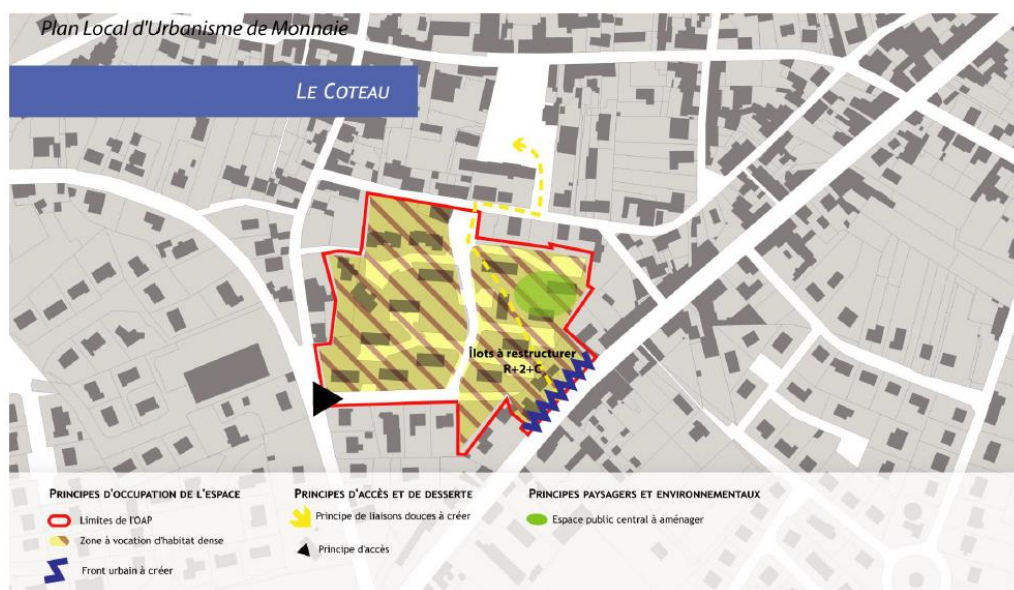 Plan Local d'Urbanisme de Monnaie
LE COTEAU
Îlots à restructurer
R+2+C
PRINCIPES D'OCCUPATION DE L'ESPACE
Limites de l'OAP
Zone à vocation d'habitat dense
Front urbain à créer
PRINCIPES D'ACCÈS ET DE DESSERTE
Principe de liaisons douces à créer
Principe d'accès
PRINCIPES PAYSAGERS ET ENVIRONNEMENTAUX
Espace public central à aménager